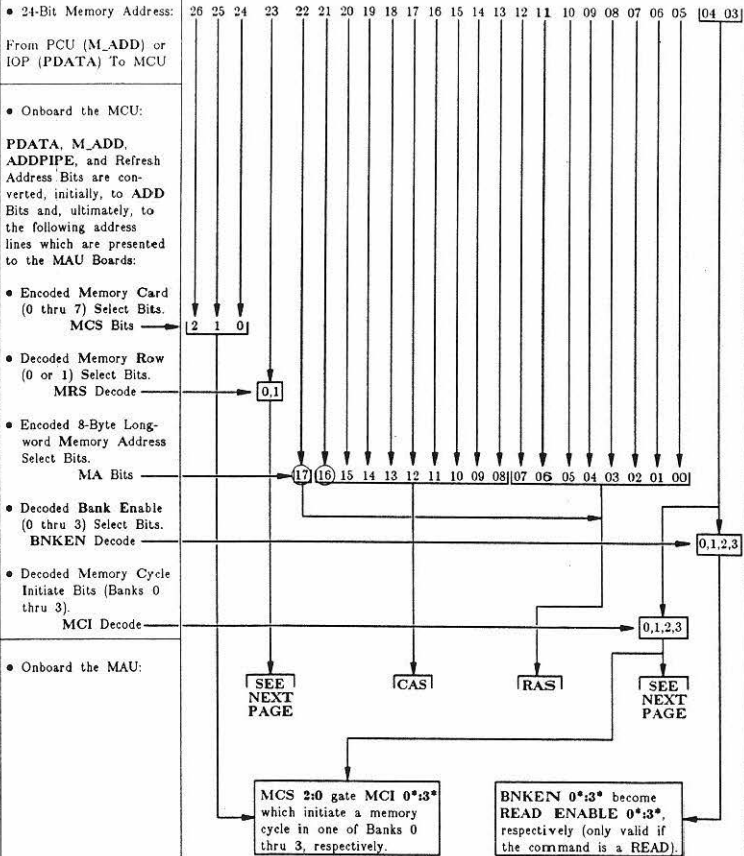 • 24-Bit Memory Address:
26 25 24 23 22 21 20 19 18 17 16 15 14 13 12 11 10 09 08 07 06 05 04 03
From PCU (M_ADD) or
IOP (PDATA) To MCU
• Onboard the MCU:
PDATA, M_ADD,
ADDPIPE, and Refresh
Address Bits are con-
verted, initially, to ADD
Bits and, ultimately, to
the following address
lines which are presented
to the MAU Boards:
• Encoded Memory Card
(0 thru 7) Select Bits.
MCS Bits
2 1 0
• Decoded Memory Row
(0 or 1) Select Bits.
MRS Decode
0,1
• Encoded 8-Byte Long-
word Memory Address
Select Bits.
MA Bits
17 16 15 14 13 12 11 10 09 08 07 06 05 04 03 02 01 00
• Decoded Bank Enable
(0 thru 3) Select Bits.
BNKEN Decode
0,1,2,3
• Decoded Memory Cycle
Initiate Bits (Banks 0
thru 3).
MCI Decode
0,1,2,3
• Onboard the MAU:
SEE
NEXT
PAGE
CAS
RAS
SEE
NEXT
PAGE
MCS 2:0 gate MCI 0*:3*
which initiate a memory
cycle in one of Banks 0
thru 3, respectively.
BNKEN 0*:3* become
READ ENABLE 0*:3*,
respectively (only valid if
the command is a READ).